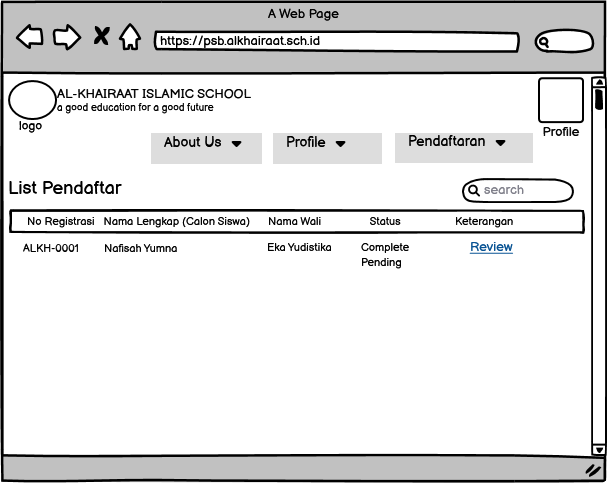 A Web Page
https://psb.alkhairaat.sch.id
AL-KHAIRAAT ISLAMIC SCHOOL
a good education for a good future
logo
Profile
About Us
Profile
Pendaftaran
List Pendaftar
search
No Registrasi Nama Lengkap (Calon Siswa) Nama Wali Status Keterangan
ALKH-0001 Nafisah Yumna Eka Yudistika Complete Review
Pending